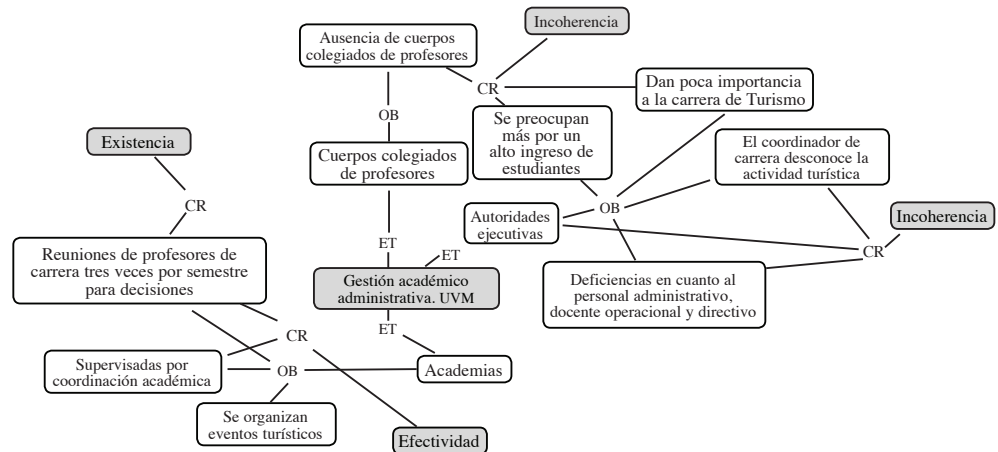 Incoherencia
Ausencia de cuerpos
colegiados de profesores
CR
Dan poca importancia
a la carrera de Turismo
OB
Se preocupan
más por un
alto ingreso de
estudiantes
Existencia
Cuerpos colegiados
de profesores
El coordinador de
carrera desconoce la
actividad turística
CR
OB
Autoridades
ejecutivas
Incoherencia
Reuniones de profesores de
carrera tres veces por semestre
para decisiones
ET
ET
CR
Gestión académico
administrativa. UVM
Deficiencias en cuanto al
personal administrativo,
docente operacional y directivo
CR
ET
Supervisadas por
coordinación académica
OB
Academias
Se organizan
eventos turísticos
Efectividad